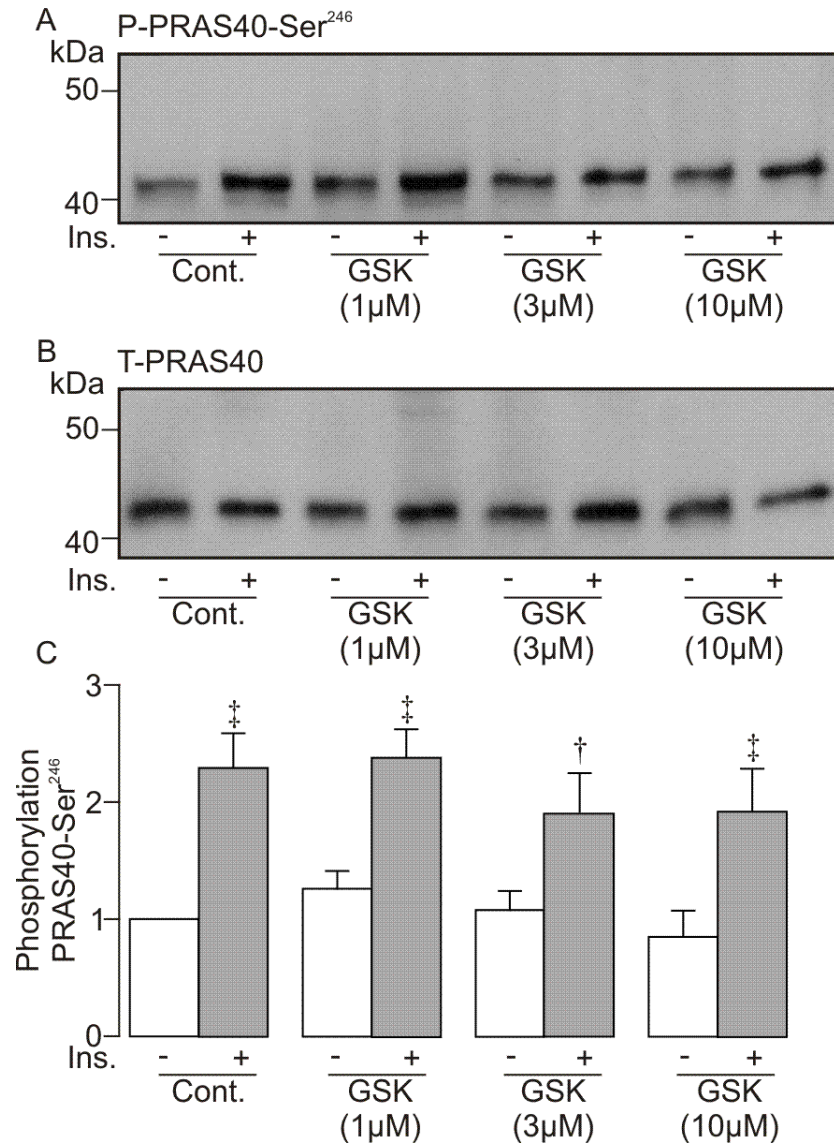 A
P-PRAS40-Ser²⁴⁶
kDa
50
40
Ins. - + - + - + - +
Cont. GSK GSK GSK
(1µM) (3µM) (10µM)
B
T-PRAS40
kDa
50
40
Ins. - + - + - + - +
Cont. GSK GSK GSK
(1µM) (3µM) (10µM)
C
Phosphorylation
PRAS40-Ser²⁴⁶
3
2
1
0
‡ ‡ † ‡
Ins. - + - + - + - +
Cont. GSK GSK GSK
(1µM) (3µM) (10µM)